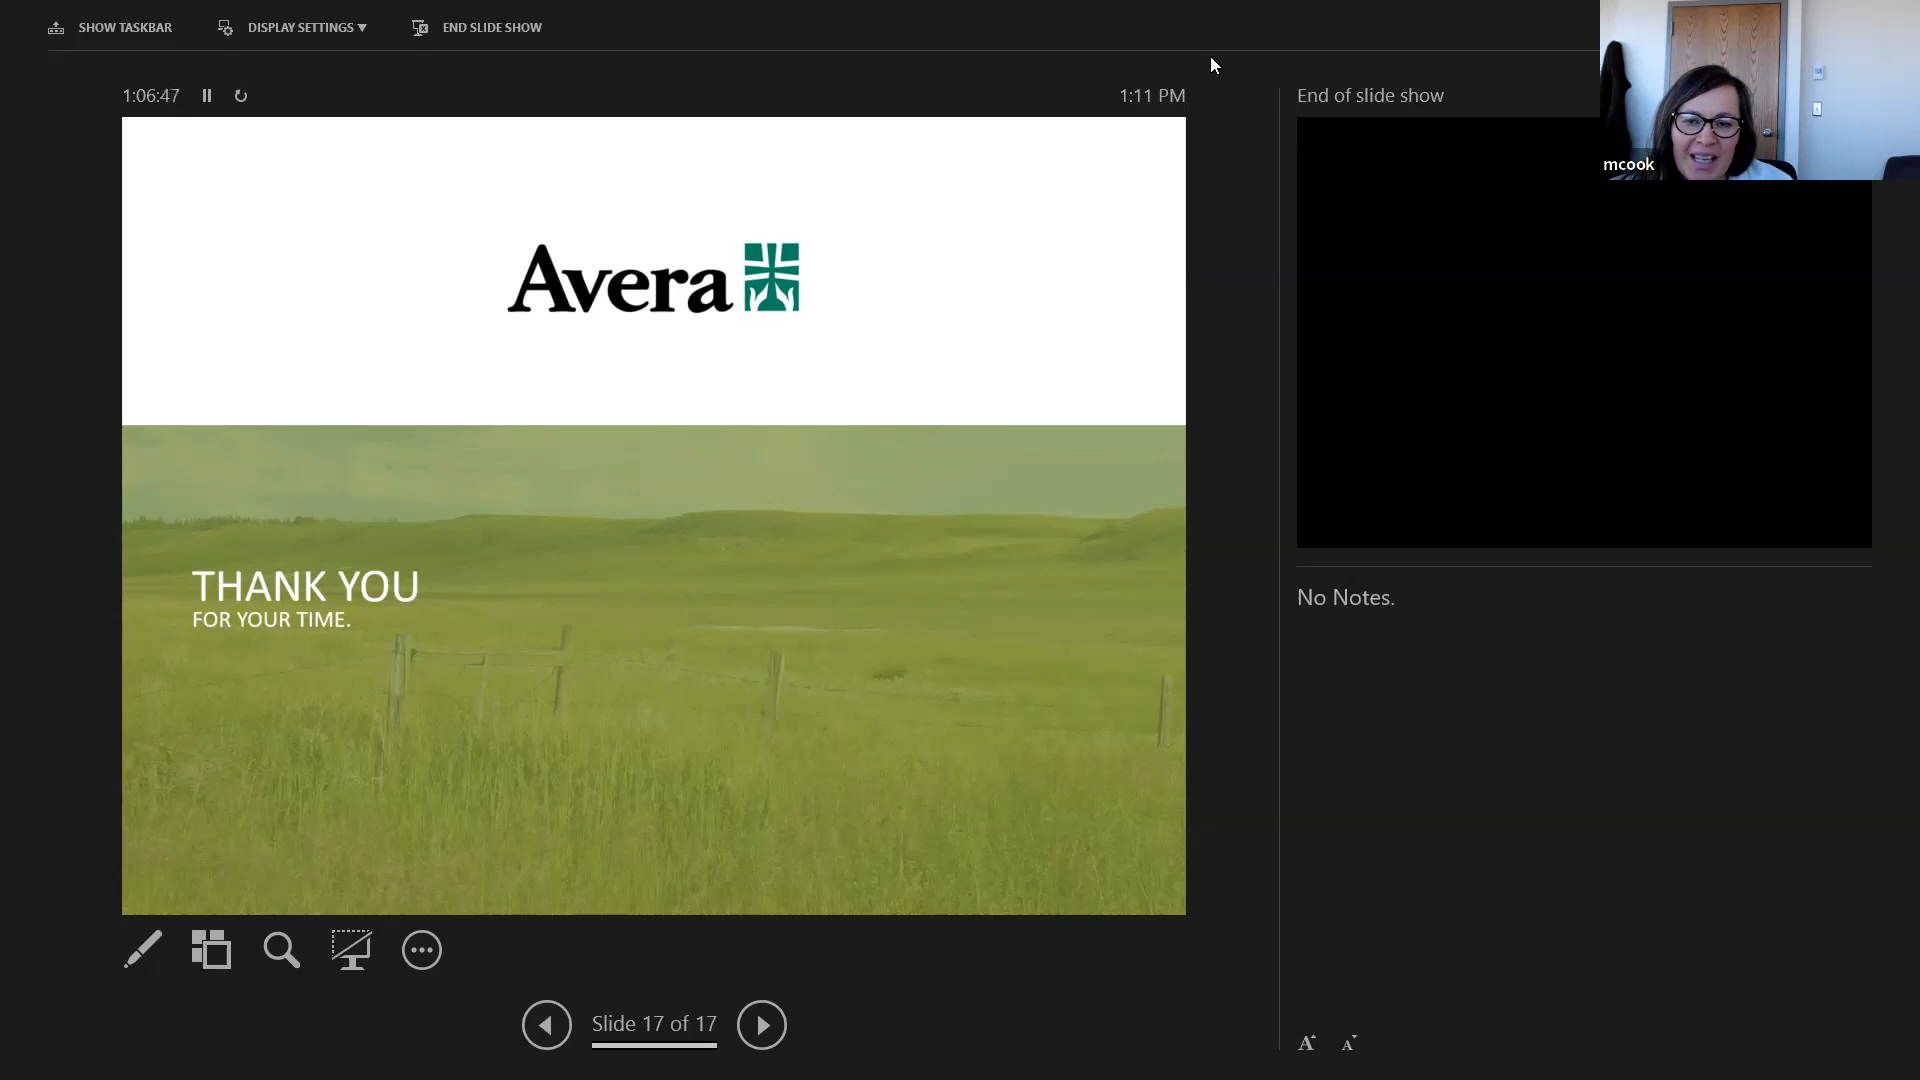 SHOW TASKBAR
DISPLAY SETTINGS
END SLIDE SHOW
1:06:47
1:11 PM
End of slide show
mcook
Avera
THANK YOU
FOR YOUR TIME.
No Notes.
Slide 17 of 17
A A